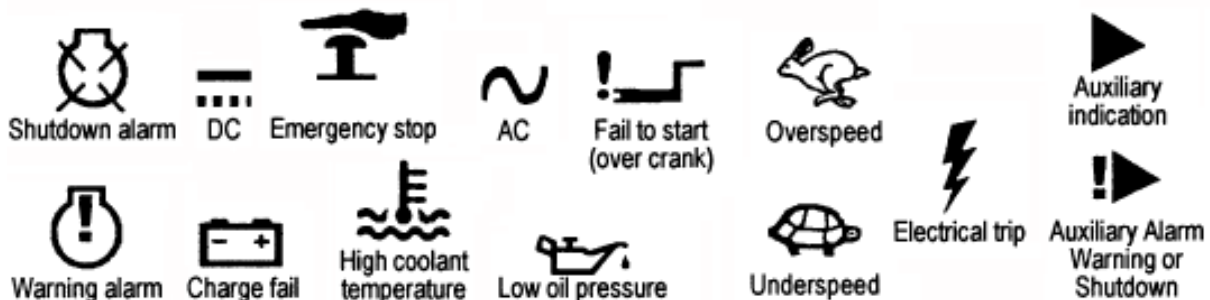 Shutdown alarm
DC
Emergency stop
AC
Fail to start
(over crank)
Overspeed
Auxiliary
indication
Warning alarm
Charge fail
High coolant
temperature
Low oil pressure
Underspeed
Electrical trip
Auxiliary Alarm
Warning or
Shutdown